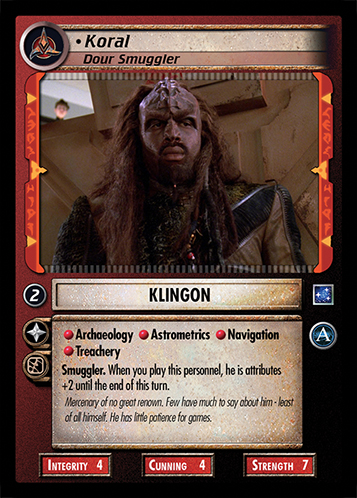 • Koral
Dour Smuggler
2
KLINGON
A
• Archaeology • Astrometrics • Navigation
• Treachery
Smuggler. When you play this personnel, he is attributes
+2 until the end of this turn.
Mercenary of no great renown. Few have much to say about him - least
of all himself. He has little patience for games.
INTEGRITY 4 CUNNING 4 STRENGTH 7